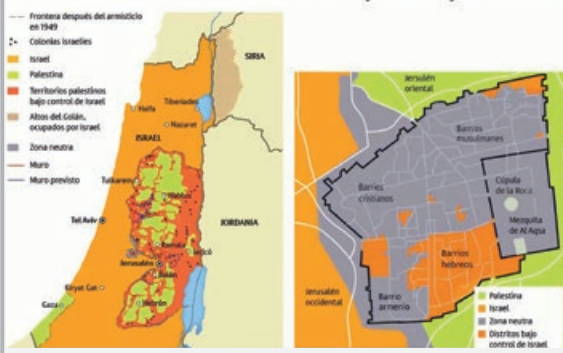 Frontera después del armisticio
en 1949
Colonias israelíes
Israel
Palestina
Territorios palestinos
bajo control de Israel
Altos del Golán,
ocupados por Israel
Zona neutra
Muro
Muro previsto
SIRIA
Tiberíades
Haifa
Nazaret
ISRAEL
Tulkarem
Nablus
Tel Aviv
JORDANIA
Ramala
Jericó
Jerusalén
Belén
Kiryat Gat
Hebrón
Gaza
Jersulén
oriental
Barrios
musulmanes
Barrios
cristianos
Cúpula
de la Roca
Mezquita
de Al Aqsa
Barrios
hebreos
Jerusalén
occidental
Barrio
armenio
Palestina
Israel
Zona neutra
Distritos bajo
control de Israel